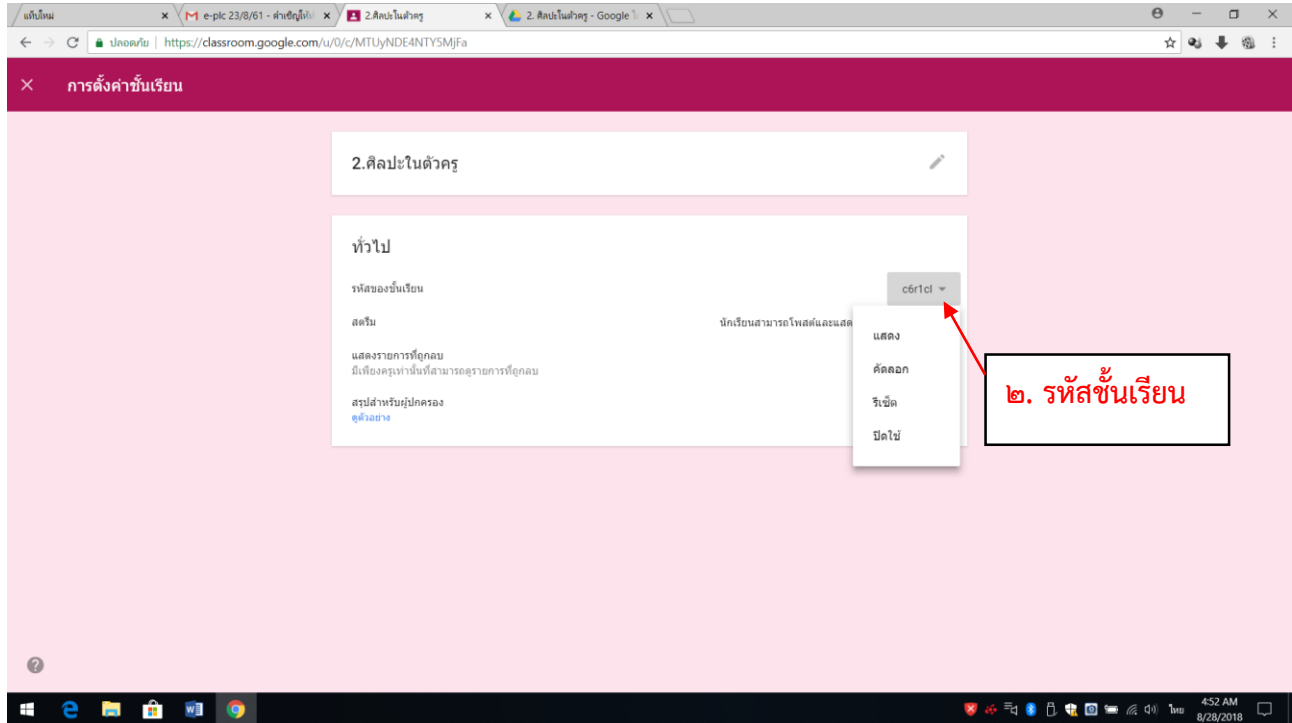 แท็บใหม่
M e-plc 23/8/61 - คำเชิญให้
2.ศิลปะในตัวครู
2. ศิลปะในตัวครู - Google ไ
ปลอดภัย | https://classroom.google.com/u/0/c/MTUyNDE4NTY5MjFa
การตั้งค่าชั้นเรียน
2.ศิลปะในตัวครู
ทั่วไป
รหัสของชั้นเรียน
c6r1cl
สตรีม
นักเรียนสามารถโพสต์และแสด
แสดง
แสดงรายการที่ถูกลบ
มีเพียงครูเท่านั้นที่สามารถดูรายการที่ถูกลบ
คัดลอก
สรุปสำหรับผู้ปกครอง
ดูตัวอย่าง
รีเซ็ต
ปิดใช้
๒. รหัสชั้นเรียน
ไทย
4:52 AM
8/28/2018